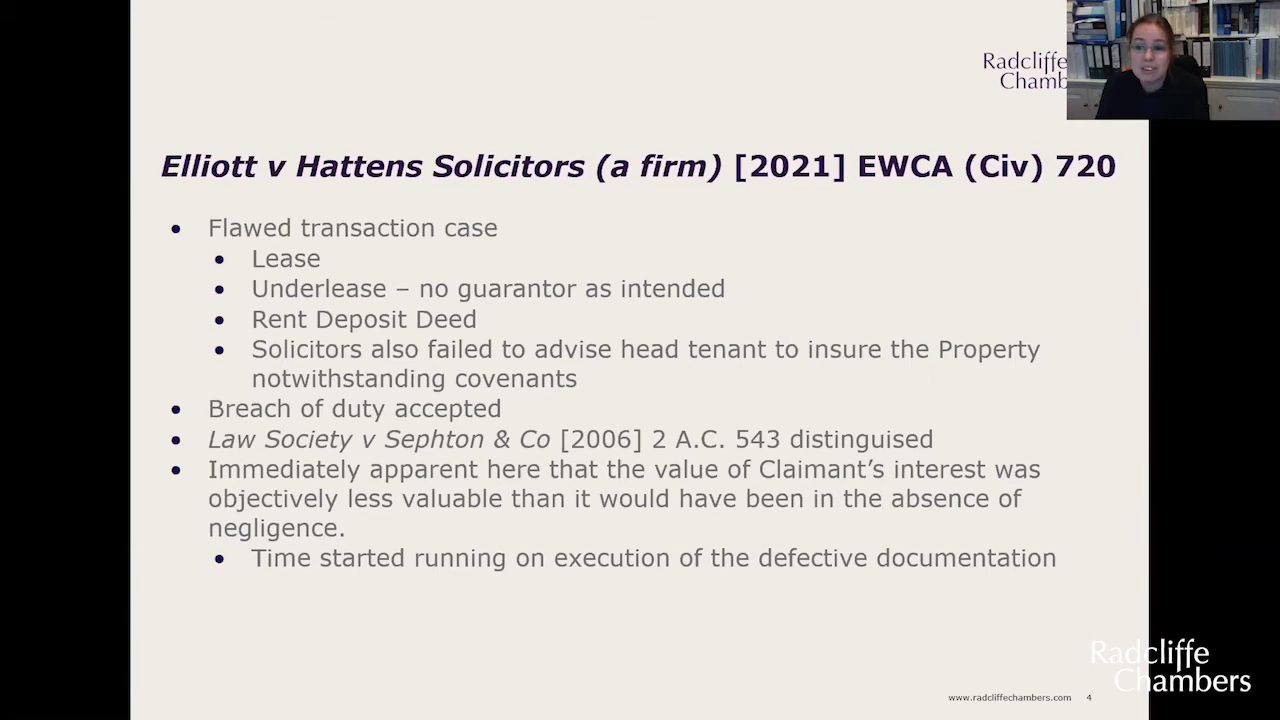 Radcliffe
Chamb
Elliott v Hattens Solicitors (a firm) [2021] EWCA (Civ) 720
• Flawed transaction case
• Lease
• Underlease – no guarantor as intended
• Rent Deposit Deed
• Solicitors also failed to advise head tenant to insure the Property
notwithstanding covenants
• Breach of duty accepted
• Law Society v Sephton & Co [2006] 2 A.C. 543 distinguised
• Immediately apparent here that the value of Claimant’s interest was
objectively less valuable than it would have been in the absence of
negligence.
• Time started running on execution of the defective documentation
Radcliffe
Chambers
www.radcliffechambers.com 4